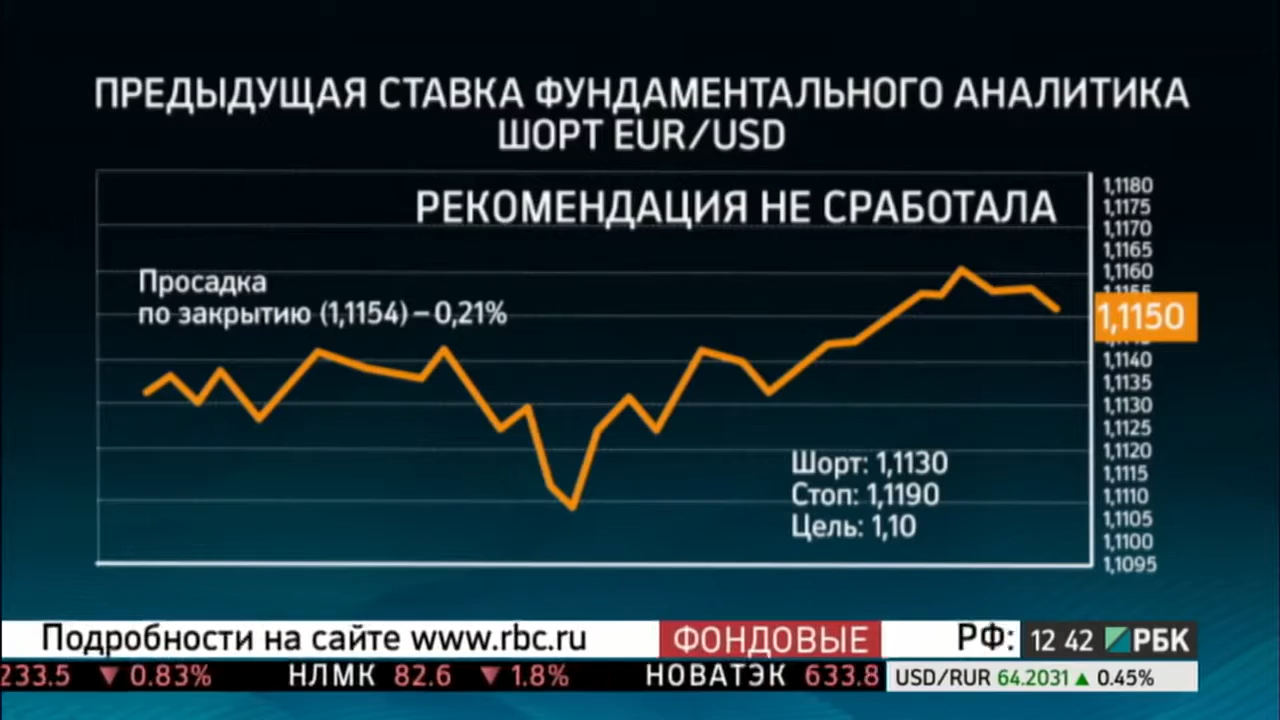 ПРЕДЫДУЩАЯ СТАВКА ФУНДАМЕНТАЛЬНОГО АНАЛИТИКА
ШОРТ EUR/USD
РЕКОМЕНДАЦИЯ НЕ СРАБОТАЛА
Просадка
по закрытию (1,1154) – 0,21%
Шорт: 1,1130
Стоп: 1,1190
Цель: 1,10
1,1180
1,1175
1,1170
1,1165
1,1160
1,1155
1,1150
1,1140
1,1135
1,1130
1,1125
1,1120
1,1115
1,1110
1,1105
1,1100
1,1095
Подробности на сайте www.rbc.ru ФОНДОВЫЕ РФ: 12 42 РБК
233.5 ▼ 0.83% НЛМК 82.6 ▼ 1.8% НОВАТЭК 633.8 USD/RUR 64.2031 ▲ 0.45%